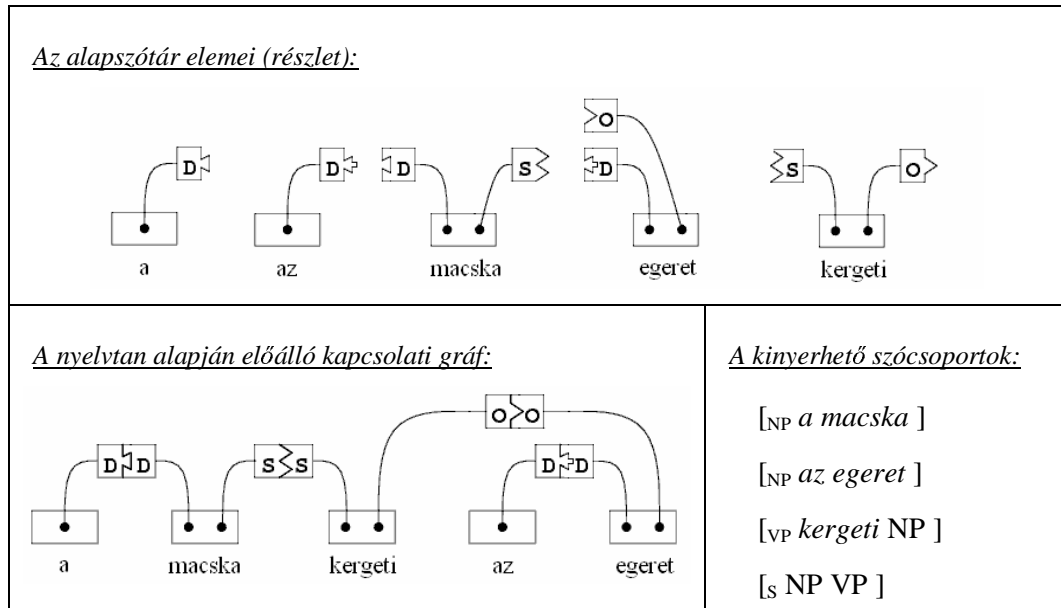 Az alapszótár elemei (részlet):
O
D D D S D S O
a az macska egeret kergeti
A nyelvtan alapján előálló kapcsolati gráf:
O O
D D S S D D
a macska kergeti az egeret
A kinyerhető szócsoportok:
[NP a macska ]
[NP az egeret ]
[VP kergeti NP ]
[S NP VP ]